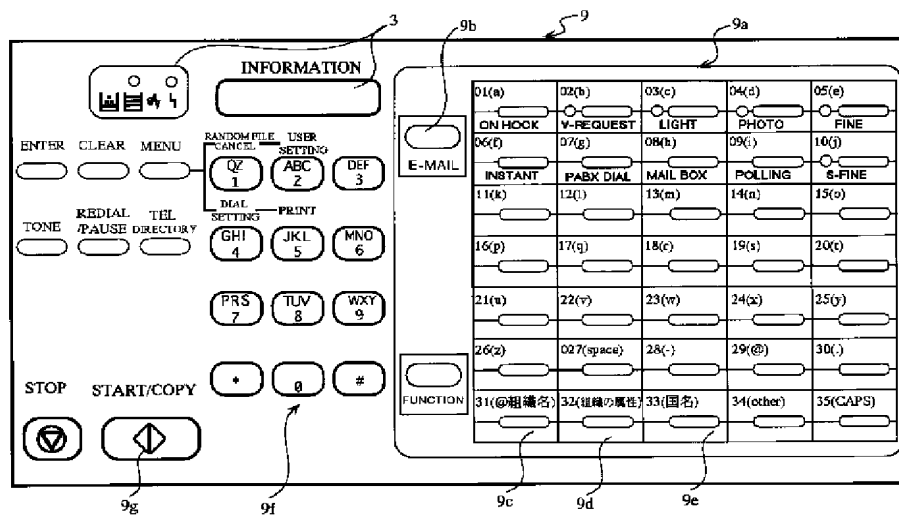 3
9b
9
9a
INFORMATION
ENTER CLEAR MENU
RANDOM FILE
CANCEL
USER
SETTING
QZ
1
ABC
2
DEF
3
DIAL
SETTING
PRINT
TONE
REDIAL
/PAUSE
TEL
DIRECTORY
GHI
4
JKL
5
MNO
6
PRS
7
TUV
8
WXY
9
*
0
#
STOP
START/COPY
E-MAIL
FUNCTION
01(a) 02(b) 03(c) 04(d) 05(e)
ON HOOK V-REQUEST LIGHT PHOTO FINE
06(f) 07(g) 08(h) 09(i) 10(j)
INSTANT PABX DIAL MAIL BOX POLLING S-FINE
11(k) 12(l) 13(m) 14(n) 15(o)
16(p) 17(q) 18(r) 19(s) 20(t)
21(u) 22(v) 23(w) 24(x) 25(y)
26(z) 027(space) 28(-) 29(@) 30(.)
31(@組織名) 32(組織の属性) 33(国名) 34(other) 35(CAPS)
9g
9f
9c
9d
9e